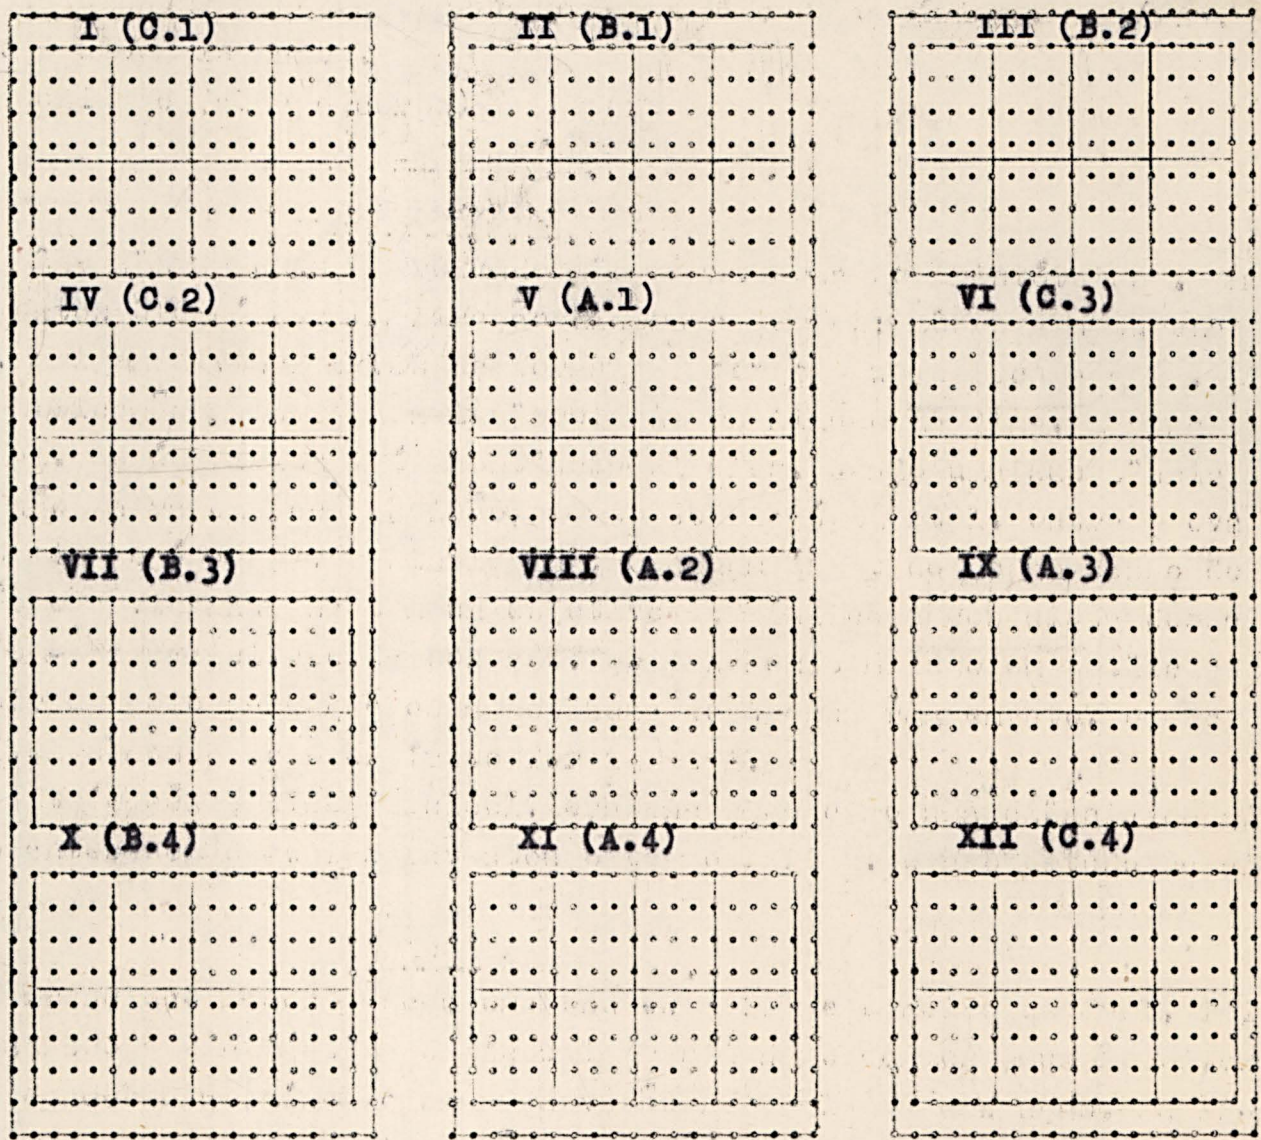 I (C.1) II (B.1) III (B.2)
IV (C.2) V (A.1) VI (C.3)
VII (B.3) VIII (A.2) IX (A.3)
X (B.4) XI (A.4) XII (C.4)